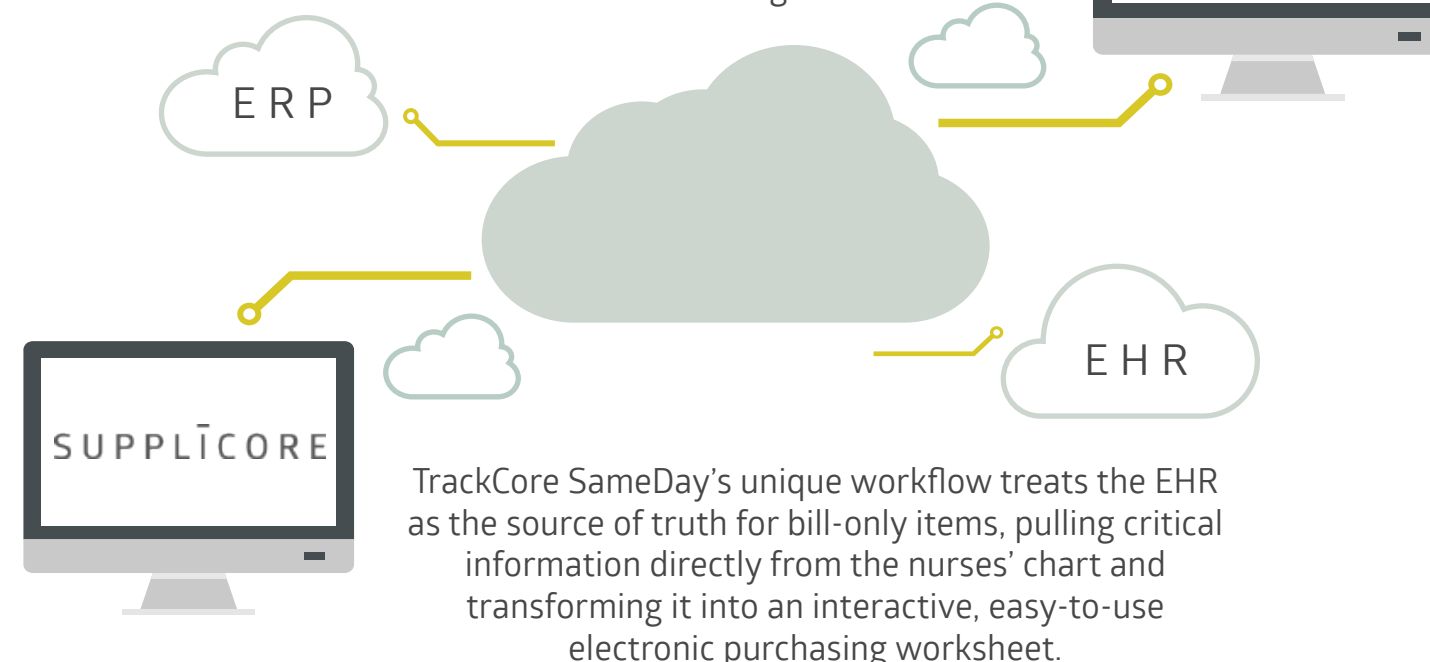 ERP
EHR
SUPPLĪCORE
TrackCore SameDay’s unique workflow treats the EHR
as the source of truth for bill-only items, pulling critical
information directly from the nurses’ chart and
transforming it into an interactive, easy-to-use
electronic purchasing worksheet.